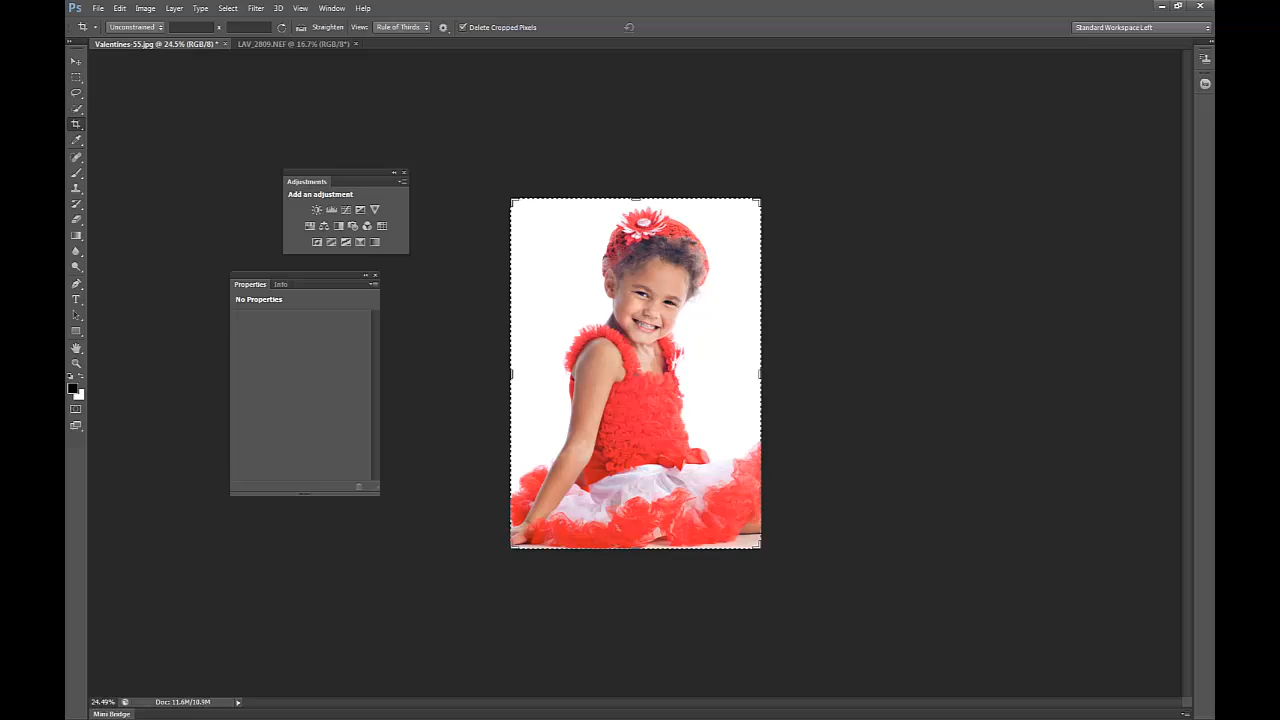 Ps File Edit Image Layer Type Select Filter 3D View Window Help
Unconstrained x Straighten View: Rule of Thirds Delete Cropped Pixels Standard Workspace Left
Valentines-55.jpg @ 24.5% (RGB/8) * × LAV_2809.NEF @ 16.7% (RGB/8*) ×
Adjustments
Add an adjustment
Properties Info
No Properties
24.49% Doc: 11.6M/10.9M
Mini Bridge